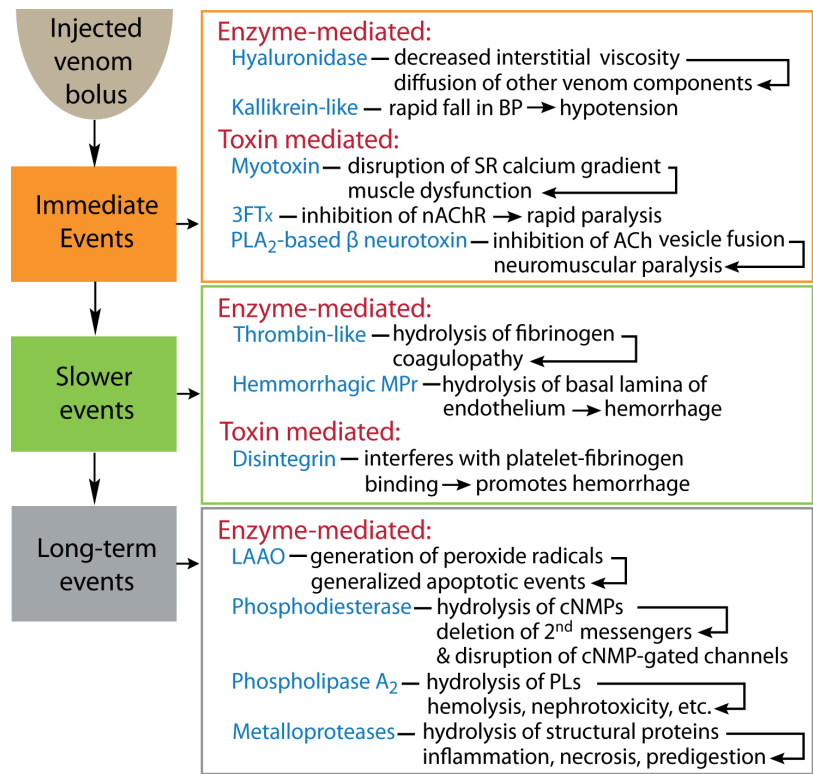 Injected
venom
bolus
Immediate
Events
Enzyme-mediated:
Hyaluronidase — decreased interstitial viscosity
diffusion of other venom components
Kallikrein-like — rapid fall in BP → hypotension
Toxin mediated:
Myotoxin — disruption of SR calcium gradient
muscle dysfunction
3FTx — inhibition of nAChR → rapid paralysis
PLA₂-based β neurotoxin — inhibition of ACh vesicle fusion
neuromuscular paralysis
Slower
events
Enzyme-mediated:
Thrombin-like — hydrolysis of fibrinogen
coagulopathy
Hemmorrhagic MPr — hydrolysis of basal lamina of
endothelium → hemorrhage
Toxin mediated:
Disintegrin — interferes with platelet-fibrinogen
binding → promotes hemorrhage
Long-term
events
Enzyme-mediated:
LAAO — generation of peroxide radicals
generalized apoptotic events
Phosphodiesterase — hydrolysis of cNMPs
deletion of 2nd messengers
& disruption of cNMP-gated channels
Phospholipase A₂ — hydrolysis of PLs
hemolysis, nephrotoxicity, etc.
Metalloproteases — hydrolysis of structural proteins
inflammation, necrosis, predigestion